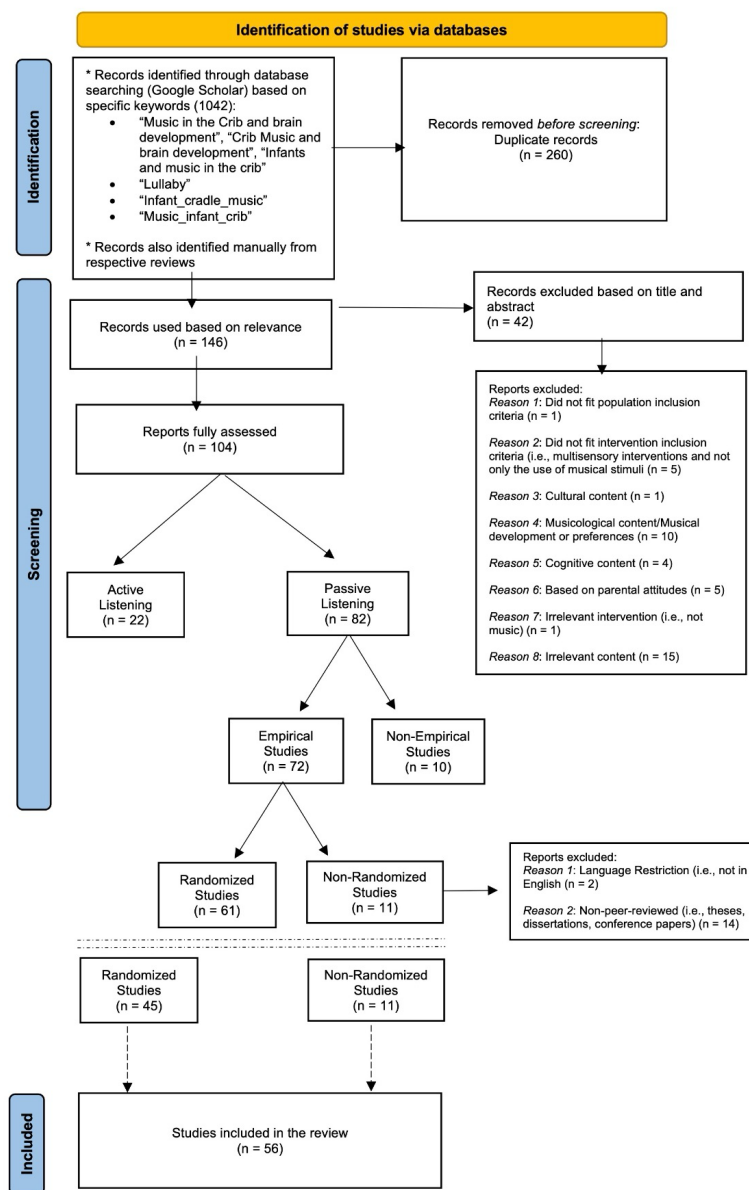 Identification of studies via databases
Identification
* Records identified through database
searching (Google Scholar) based on
specific keywords (1042):
• “Music in the Crib and brain
development”, “Crib Music and
brain development”, “Infants
and music in the crib”
• “Lullaby”
• “Infant_cradle_music”
• “Music_infant_crib”
* Records also identified manually from
respective reviews
Records removed before screening:
Duplicate records
(n = 260)
Screening
Records used based on relevance
(n = 146)
Records excluded based on title and
abstract
(n = 42)
Reports fully assessed
(n = 104)
Reports excluded:
Reason 1: Did not fit population inclusion
criteria (n = 1)
Reason 2: Did not fit intervention inclusion
criteria (i.e., multisensory interventions and not
only the use of musical stimuli (n = 5)
Reason 3: Cultural content (n = 1)
Reason 4: Musicological content/Musical
development or preferences (n = 10)
Reason 5: Cognitive content (n = 4)
Reason 6: Based on parental attitudes (n = 5)
Reason 7: Irrelevant intervention (i.e., not
music) (n = 1)
Reason 8: Irrelevant content (n = 15)
Active
Listening
(n = 22)
Passive
Listening
(n = 82)
Empirical
Studies
(n = 72)
Non-Empirical
Studies
(n = 10)
Randomized
Studies
(n = 61)
Non-Randomized
Studies
(n = 11)
Reports excluded:
Reason 1: Language Restriction (i.e., not in
English (n = 2)
Reason 2: Non-peer-reviewed (i.e., theses,
dissertations, conference papers) (n = 14)
Randomized
Studies
(n = 45)
Non-Randomized
Studies
(n = 11)
Included
Studies included in the review
(n = 56)